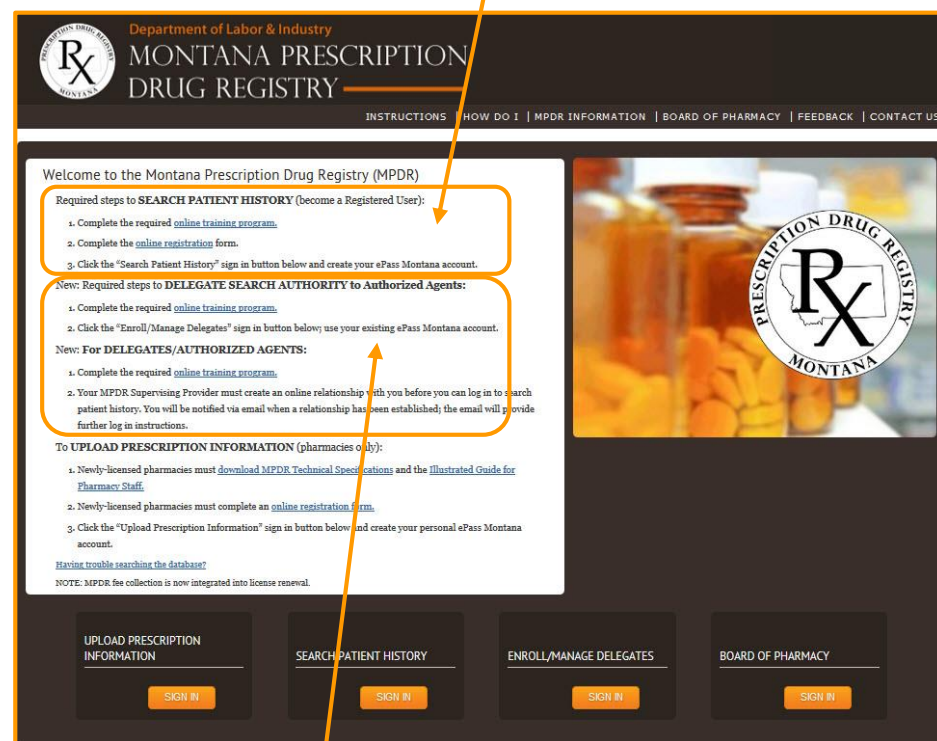 PRESCRIPTION DRUG REGISTRY
RX
MONTANA
Department of Labor & Industry
MONTANA PRESCRIPTION
DRUG REGISTRY
INSTRUCTIONS | HOW DO I | MPDR INFORMATION | BOARD OF PHARMACY | FEEDBACK | CONTACT US
Welcome to the Montana Prescription Drug Registry (MPDR)
Required steps to SEARCH PATIENT HISTORY (become a Registered User):
1. Complete the required online training program.
2. Complete the online registration form.
3. Click the “Search Patient History” sign in button below and create your ePass Montana account.
New: Required steps to DELEGATE SEARCH AUTHORITY to Authorized Agents:
1. Complete the required online training program.
2. Click the “Enroll/Manage Delegates” sign in button below; use your existing ePass Montana account.
New: For DELEGATES/AUTHORIZED AGENTS:
1. Complete the required online training program.
2. Your MPDR Supervising Provider must create an online relationship with you before you can log in to search
patient history. You will be notified via email when a relationship has been established; the email will provide
further log in instructions.
To UPLOAD PRESCRIPTION INFORMATION (pharmacies only):
1. Newly-licensed pharmacies must download MPDR Technical Specifications and the Illustrated Guide for
Pharmacy Staff.
2. Newly-licensed pharmacies must complete an online registration form.
3. Click the “Upload Prescription Information” sign in button below and create your personal ePass Montana
account.
Having trouble searching the database?
NOTE: MPDR fee collection is now integrated into license renewal.
PRESCRIPTION DRUG REGISTRY
RX
MONTANA
UPLOAD PRESCRIPTION
INFORMATION
SIGN IN
SEARCH PATIENT HISTORY
SIGN IN
ENROLL/MANAGE DELEGATES
SIGN IN
BOARD OF PHARMACY
SIGN IN